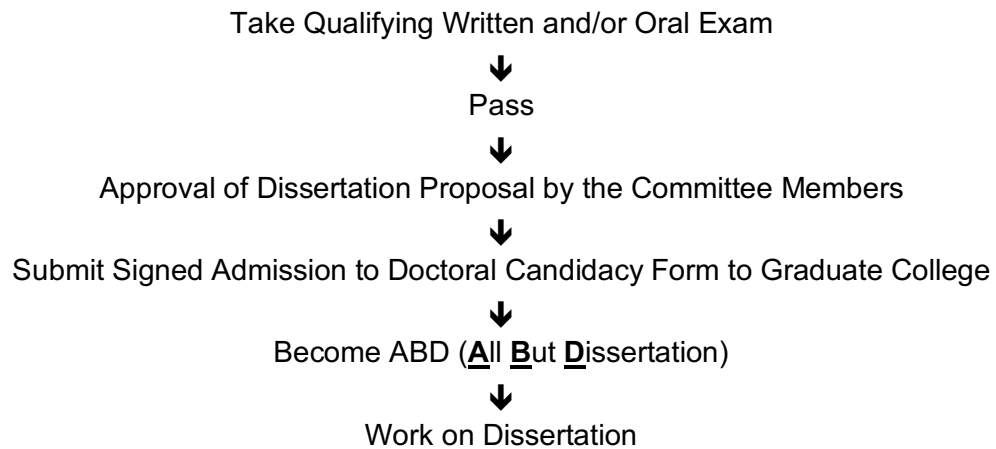 Take Qualifying Written and/or Oral Exam
Pass
Approval of Dissertation Proposal by the Committee Members
Submit Signed Admission to Doctoral Candidacy Form to Graduate College
Become ABD (All But Dissertation)
Work on Dissertation